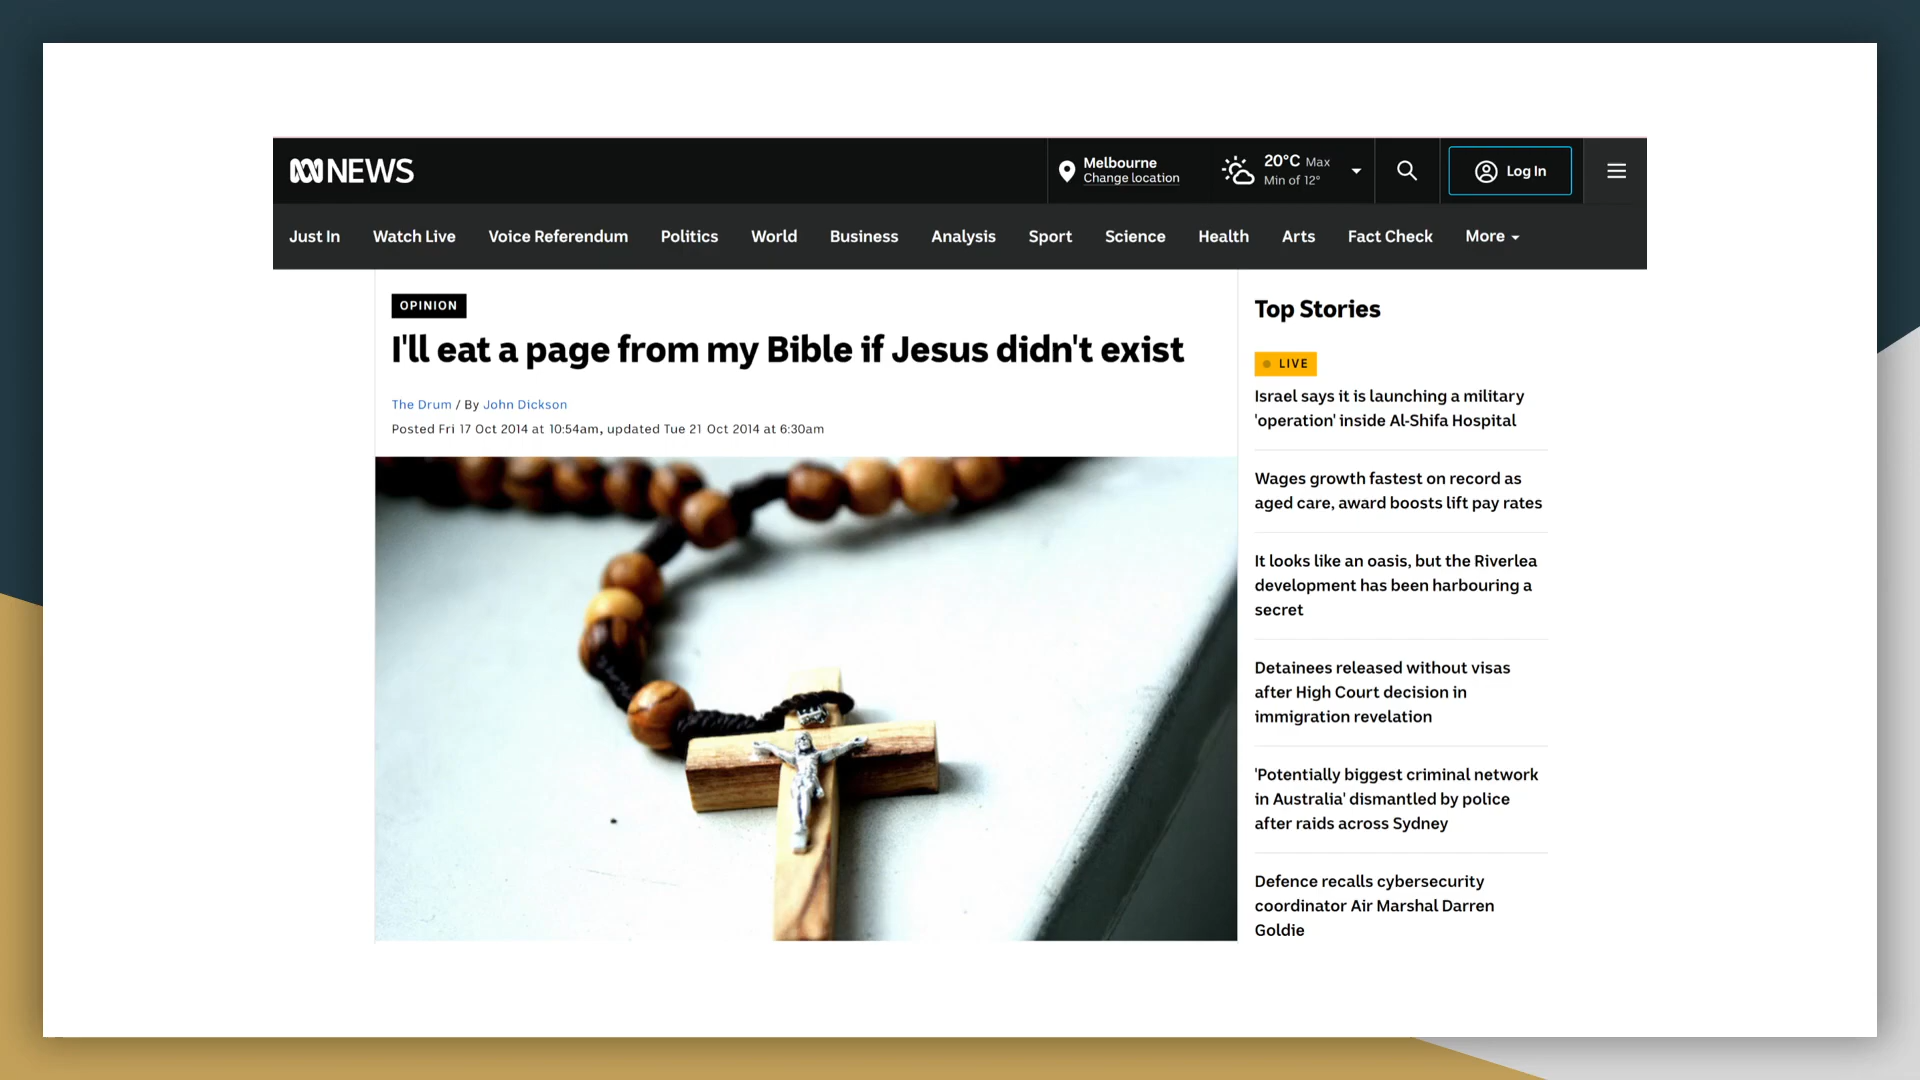 NEWS
Melbourne
Change location
20°C Max
Min of 12°
Log In
Just In Watch Live Voice Referendum Politics World Business Analysis Sport Science Health Arts Fact Check More
OPINION
I'll eat a page from my Bible if Jesus didn't exist
The Drum / By John Dickson
Posted Fri 17 Oct 2014 at 10:54am, updated Tue 21 Oct 2014 at 6:30am
Top Stories
LIVE
Israel says it is launching a military
'operation' inside Al-Shifa Hospital
Wages growth fastest on record as
aged care, award boosts lift pay rates
It looks like an oasis, but the Riverlea
development has been harbouring a
secret
Detainees released without visas
after High Court decision in
immigration revelation
'Potentially biggest criminal network
in Australia' dismantled by police
after raids across Sydney
Defence recalls cybersecurity
coordinator Air Marshal Darren
Goldie